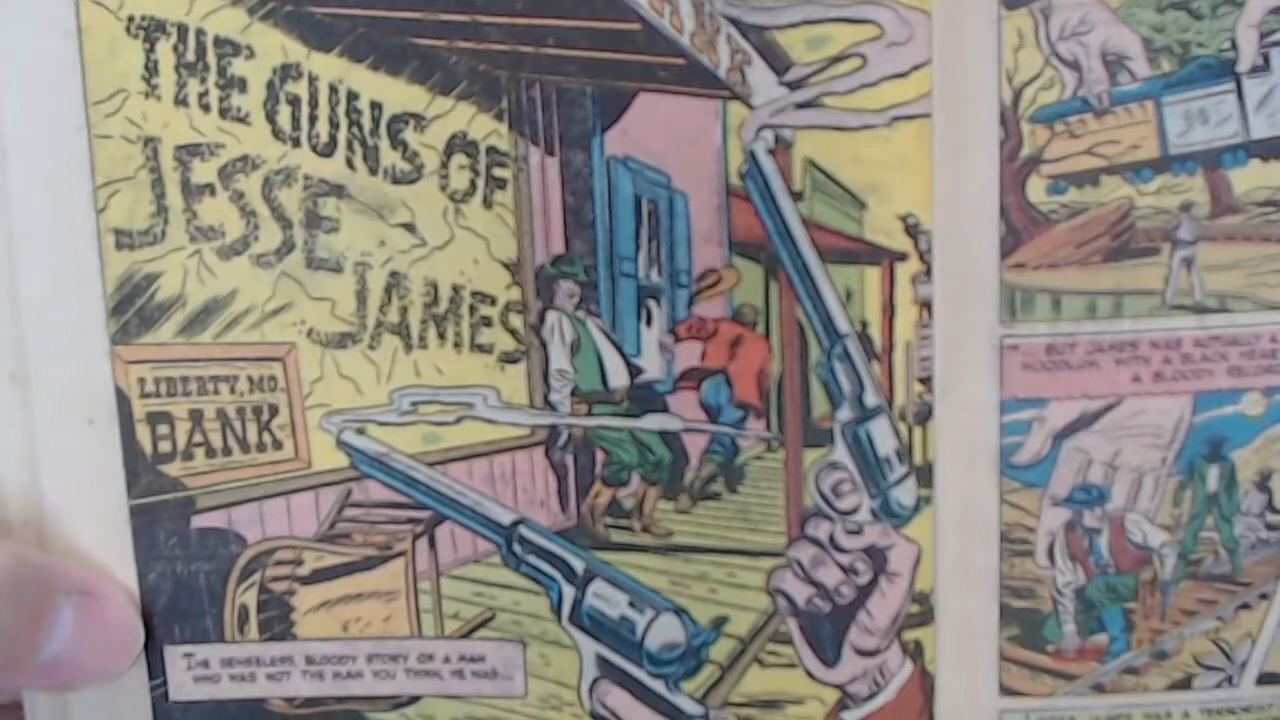 THE GUNS OF
JESSE
JAMES
LIBERTY, MO.
BANK
THE SENSELESS, BLOODY STORY OF A MAN
WHO WAS NOT THE MAN YOU THINK HE WAS...
... BUT JAMES WAS ACTUALLY A
HOODLUM WITH A BLACK HEART
A BLOODY RECORD